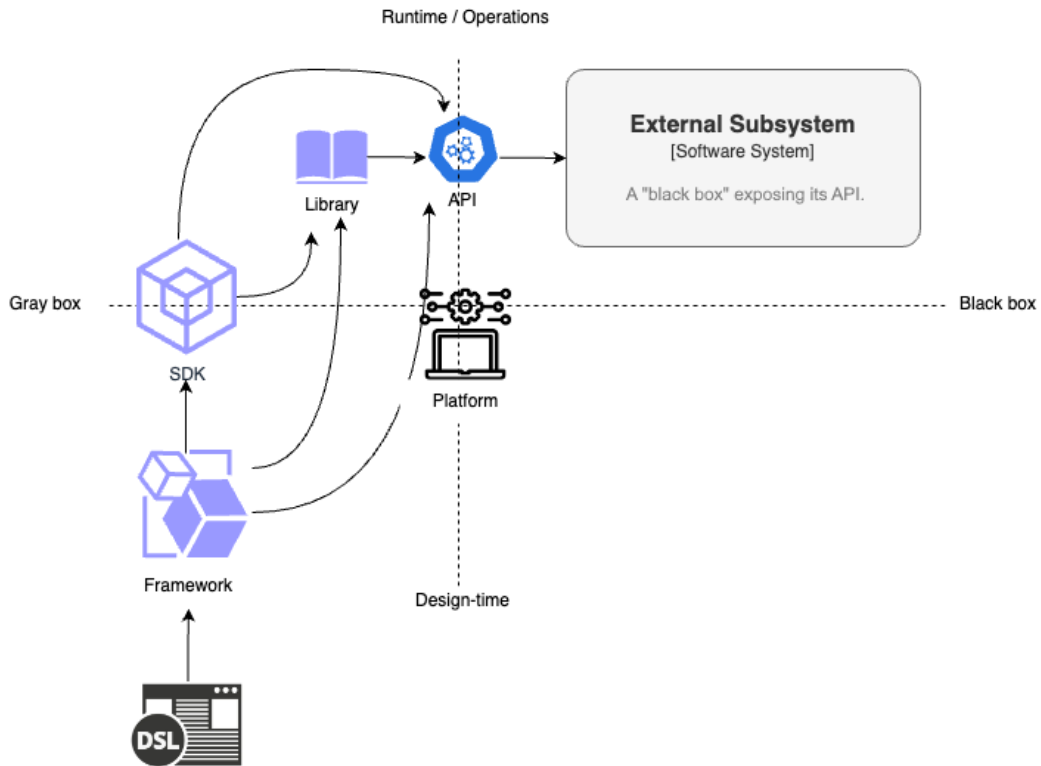 Runtime / Operations
External Subsystem
[Software System]
A "black box" exposing its API.
Library
API
Gray box
Black box
SDK
Platform
Framework
Design-time
DSL